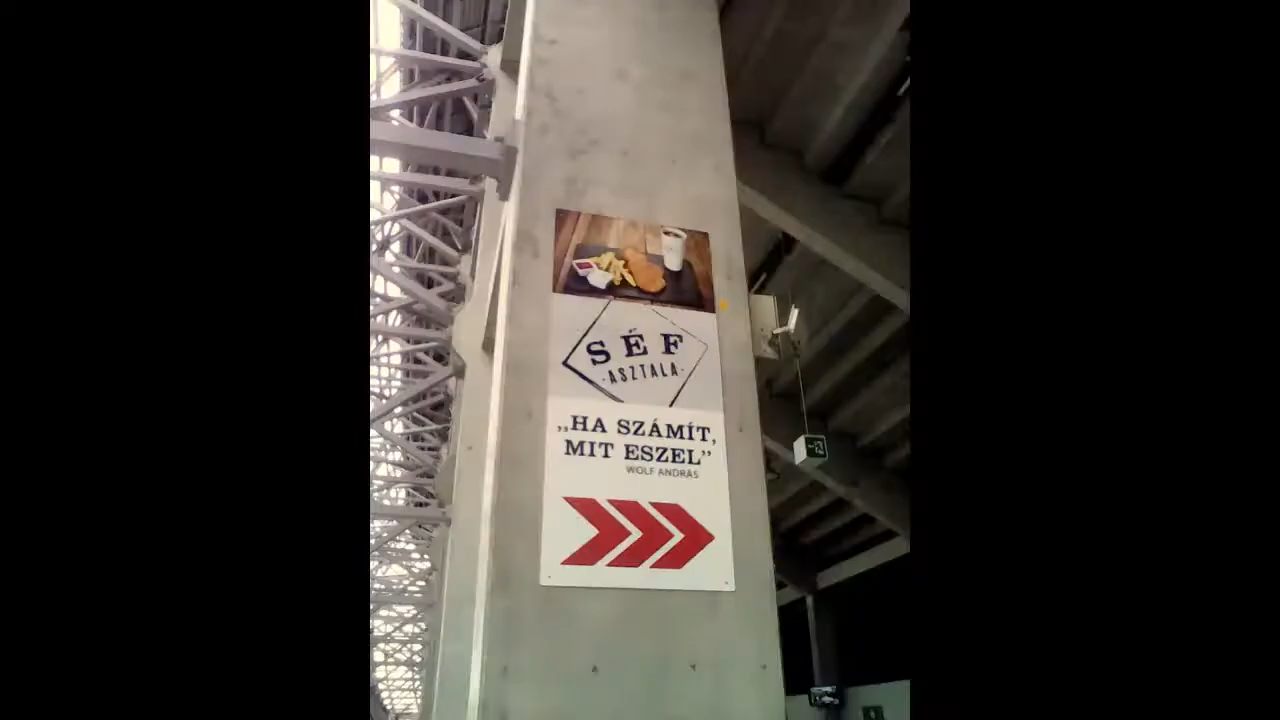 SÉF
·ASZTALA·
„HA SZÁMÍT,
MIT ESZEL”
WOLF ANDRÁS